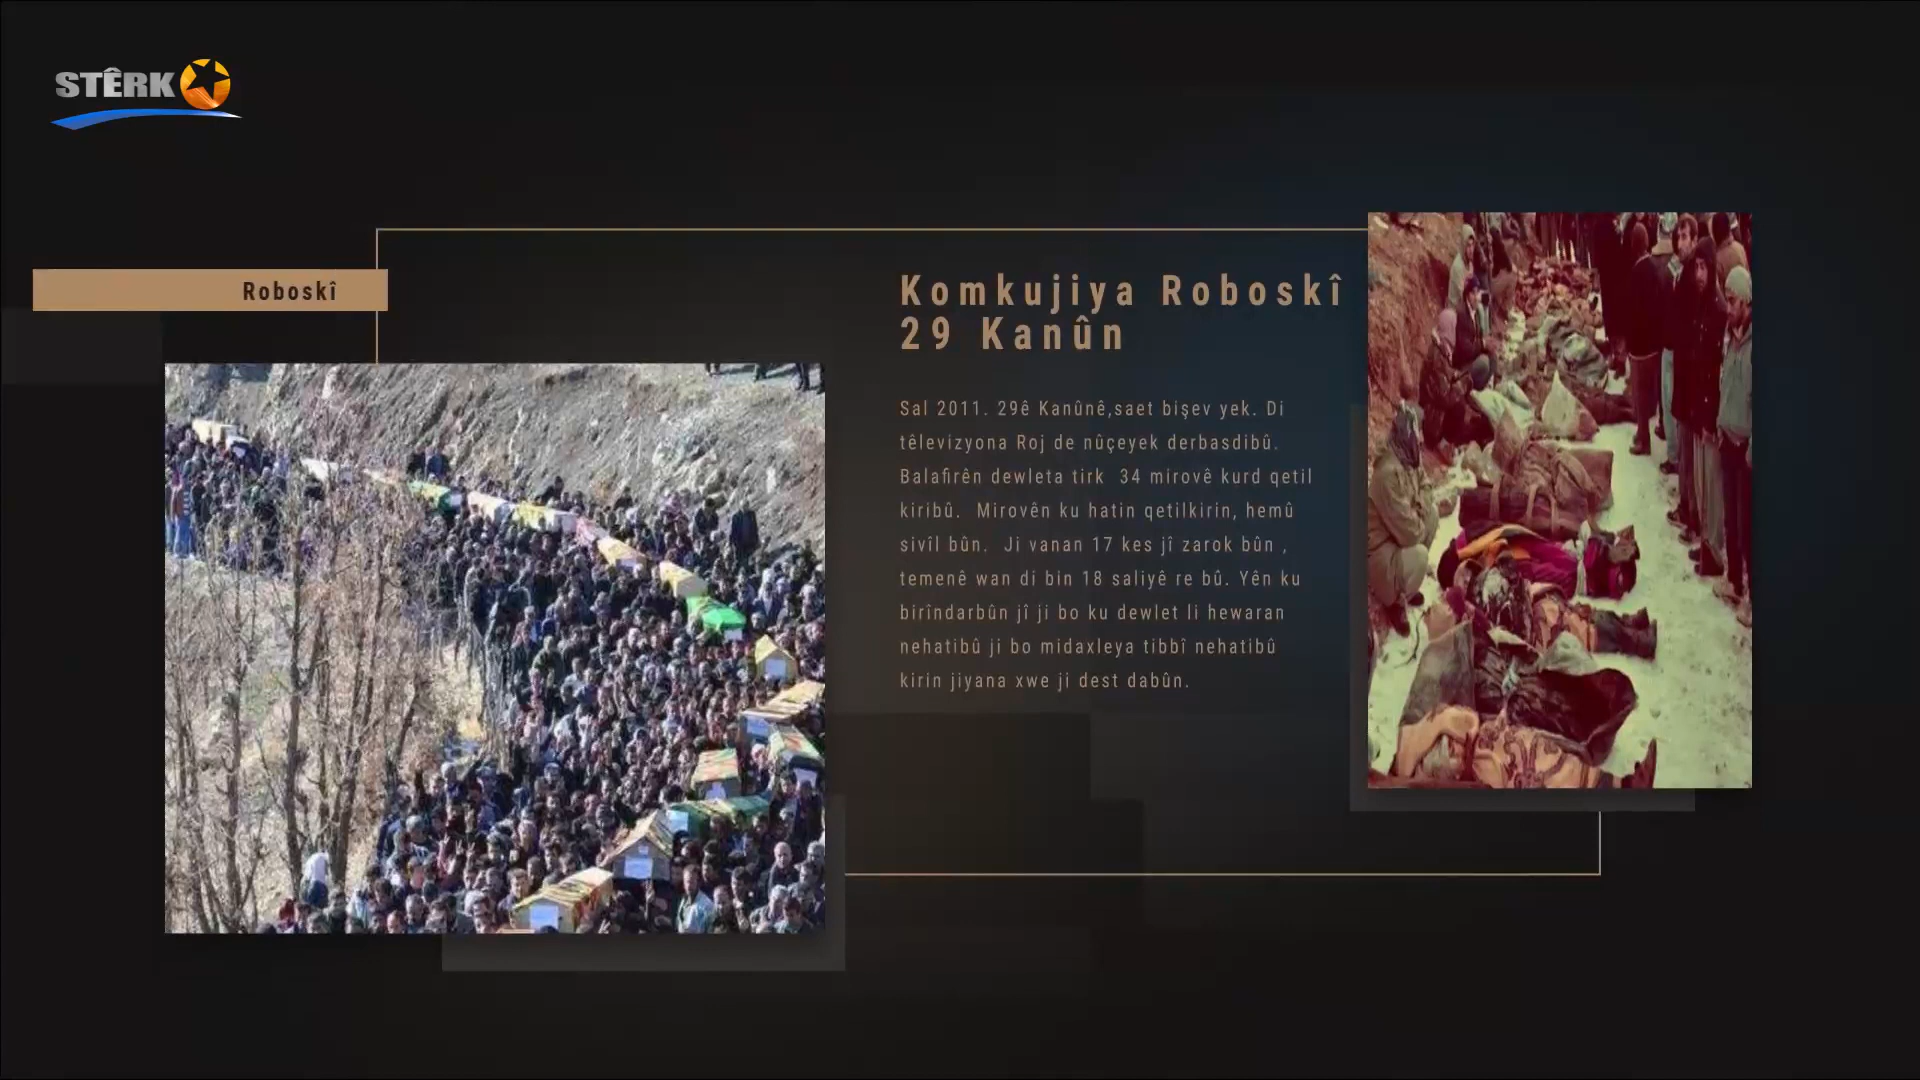 STÊRK
Roboskî
Komkujiya Roboskî
29 Kanûn
Sal 2011. 29ê Kanûnê,saet bişev yek. Di
têlevizyona Roj de nûçeyek derbasdibû.
Balafirên dewleta tirk  34 mirovê kurd qetil
kiribû.  Mirovên ku hatin qetilkirin, hemû
sivîl bûn.  Ji vanan 17 kes jî zarok bûn ,
temenê wan di bin 18 saliyê re bû. Yên ku
birîndarbûn jî ji bo ku dewlet li hewaran
nehatibû ji bo midaxleya tibbî nehatibû
kirin jiyana xwe ji dest dabûn.